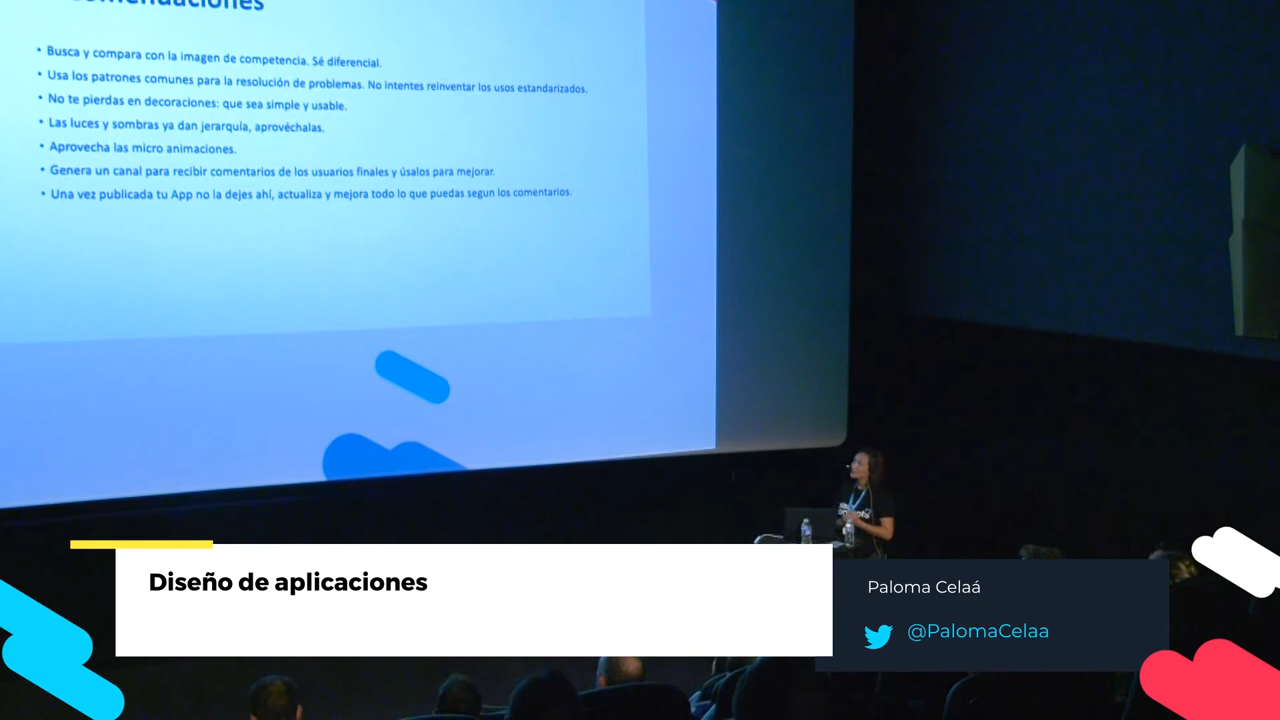 • Busca y compara con la imagen de competencia. Sé diferencial.
• Usa los patrones comunes para la resolución de problemas. No intentes reinventar los usos estandarizados.
• No te pierdas en decoraciones: que sea simple y usable.
• Las luces y sombras ya dan jerarquía, aprovéchalas.
• Aprovecha las micro animaciones.
• Genera un canal para recibir comentarios de los usuarios finales y úsalos para mejorar.
• Una vez publicada tu App no la dejes ahí, actualiza y mejora todo lo que puedas segun los comentarios.
Diseño de aplicaciones
Paloma Celaá
@PalomaCelaa